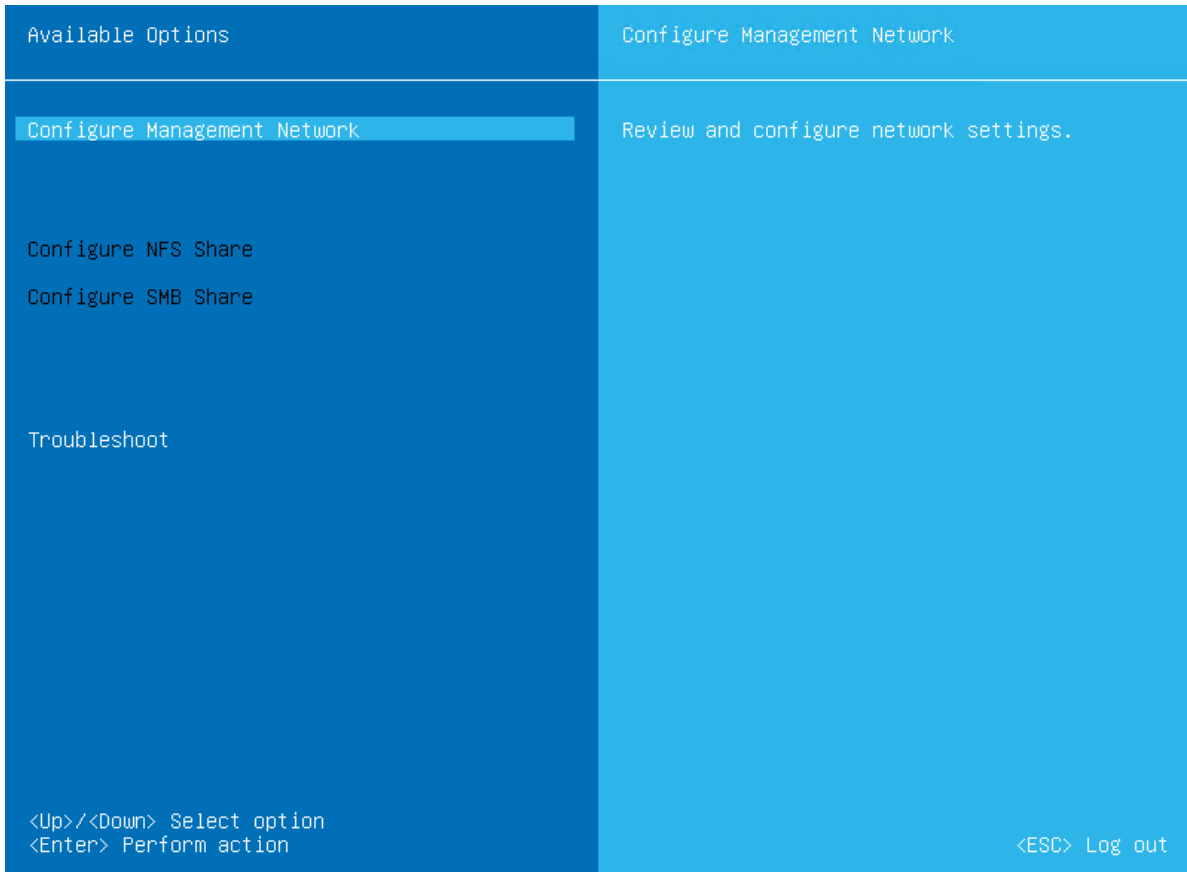 Available Options
Configure Management Network
Configure Management Network
Review and configure network settings.
Configure NFS Share
Configure SMB Share
Troubleshoot
<Up>/<Down> Select option
<Enter> Perform action
<ESC> Log out